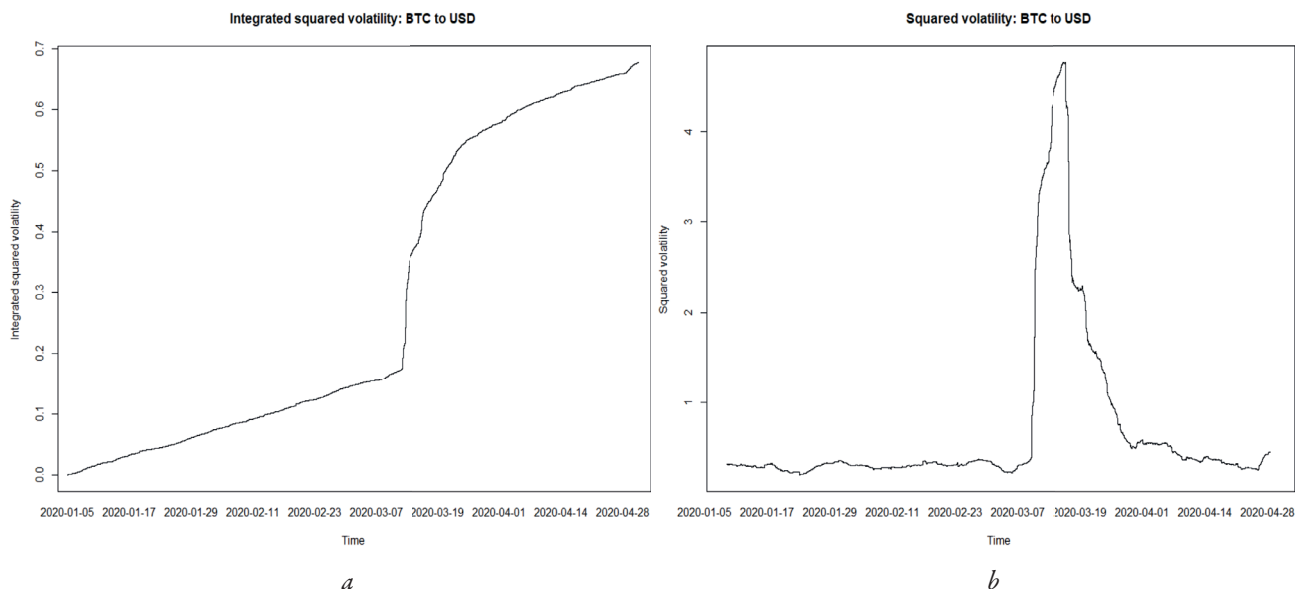 Integrated squared volatility: BTC to USD
Integrated squared volatility
0.7
0.6
0.5
0.4
0.3
0.2
0.1
0.0
2020-01-05 2020-01-17 2020-01-29 2020-02-11 2020-02-23 2020-03-07 2020-03-19 2020-04-01 2020-04-14 2020-04-28
Time
a
Squared volatility: BTC to USD
Squared volatility
4
3
2
1
2020-01-05 2020-01-17 2020-01-29 2020-02-11 2020-02-23 2020-03-07 2020-03-19 2020-04-01 2020-04-14 2020-04-28
Time
b